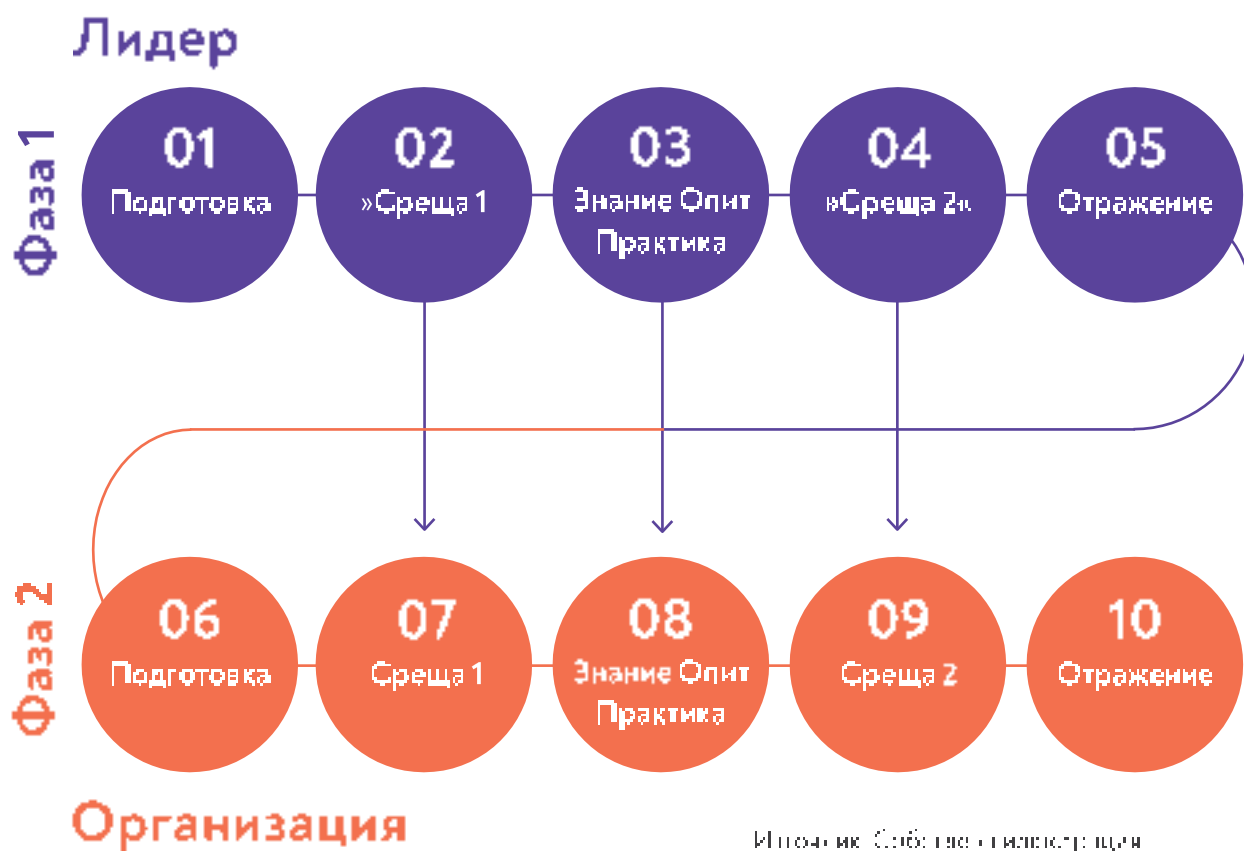 Лидер
Фаза 1
01
Подготовка
02
»Среща 1
03
Знание Опит
Практика
04
»Среща 2«
05
Отражение
Фаза 2
06
Подготовка
07
Среща 1
08
Знание Опит
Практика
09
Среща 2
10
Отражение
Организация